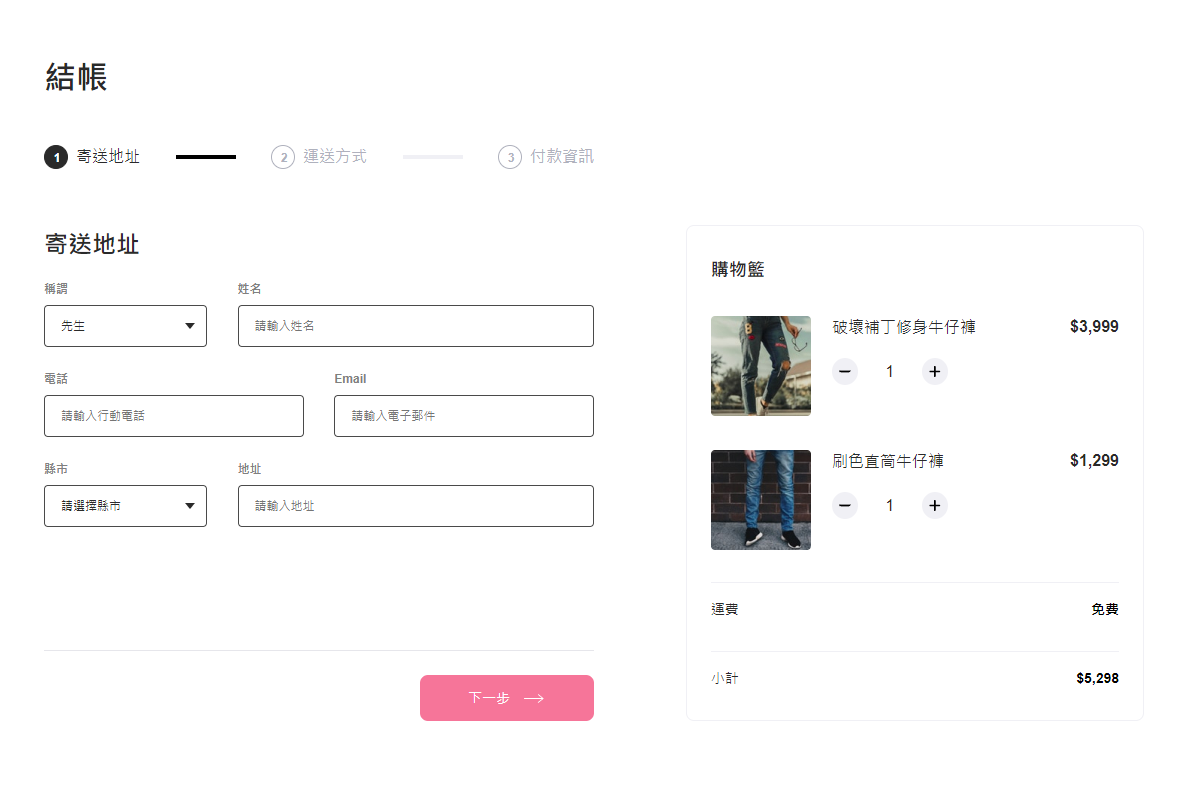 結帳
1 寄送地址 2 運送方式 3 付款資訊
寄送地址
稱謂 姓名
先生 請輸入姓名
電話 Email
請輸入行動電話 請輸入電子郵件
縣市 地址
請選擇縣市 請輸入地址
下一步
購物籃
破壞補丁修身牛仔褲 $3,999
1
刷色直筒牛仔褲 $1,299
1
運費 免費
小計 $5,298